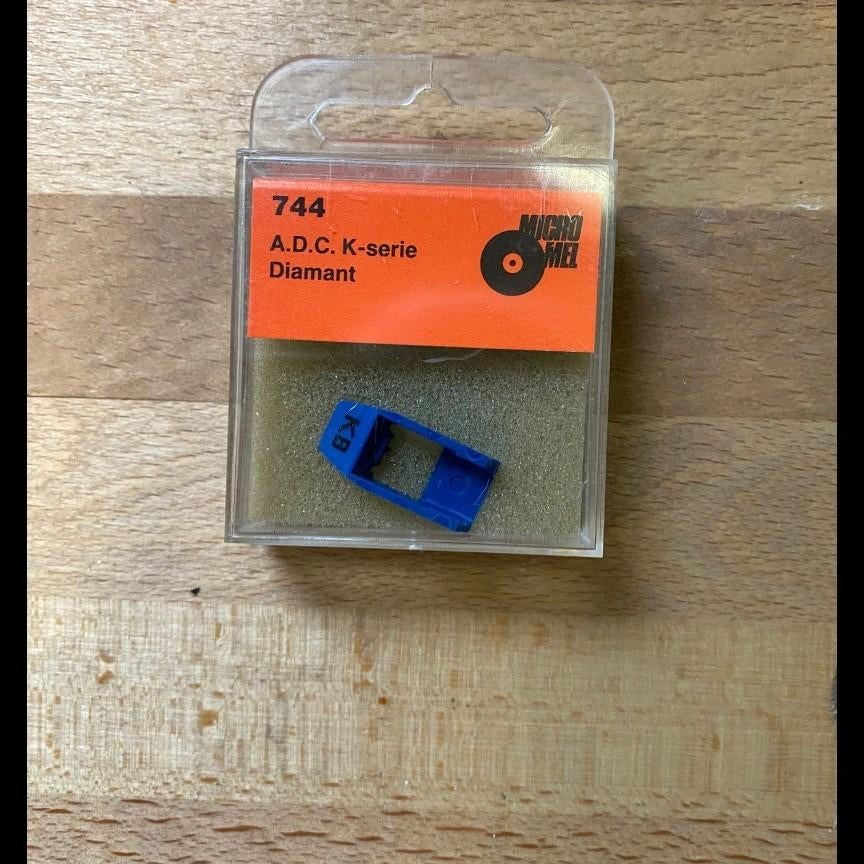 744
A.D.C. K-serie
Diamant
MICRO
MEL
K8